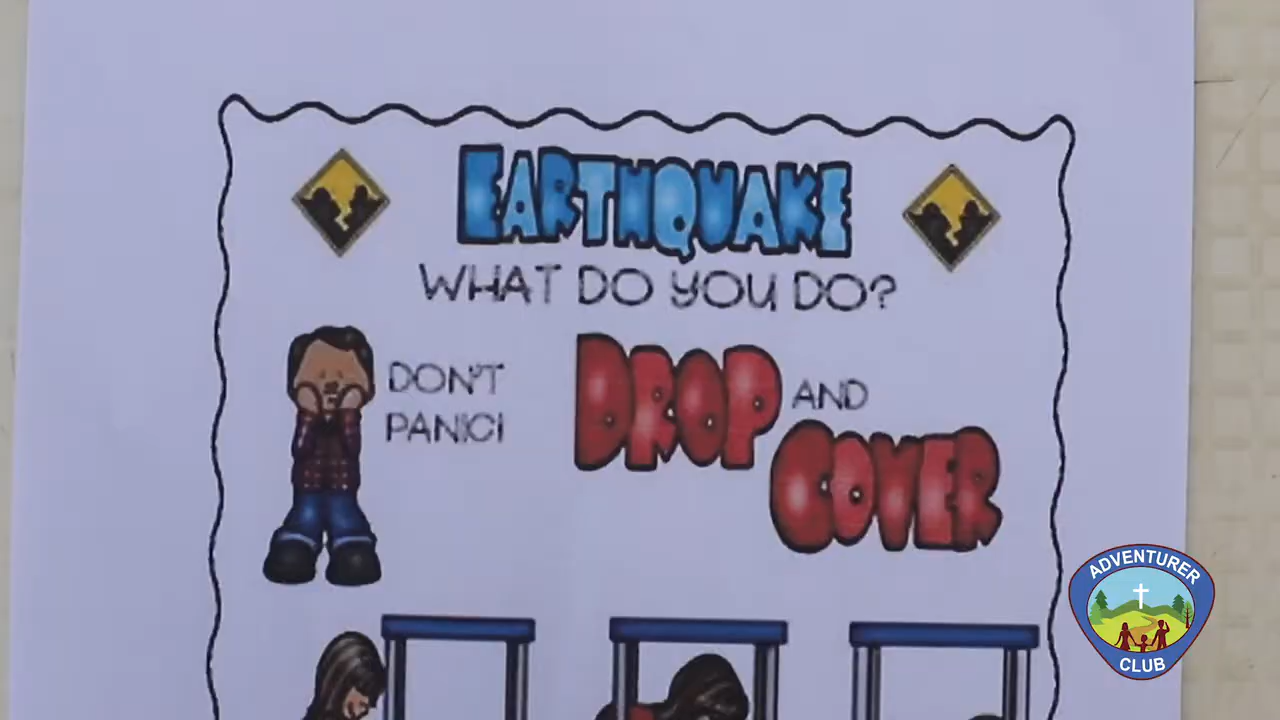 EARTHQUAKE
WHAT DO YOU DO?
DON'T
PANIC!
DROP
AND
COVER
ADVENTURER
CLUB